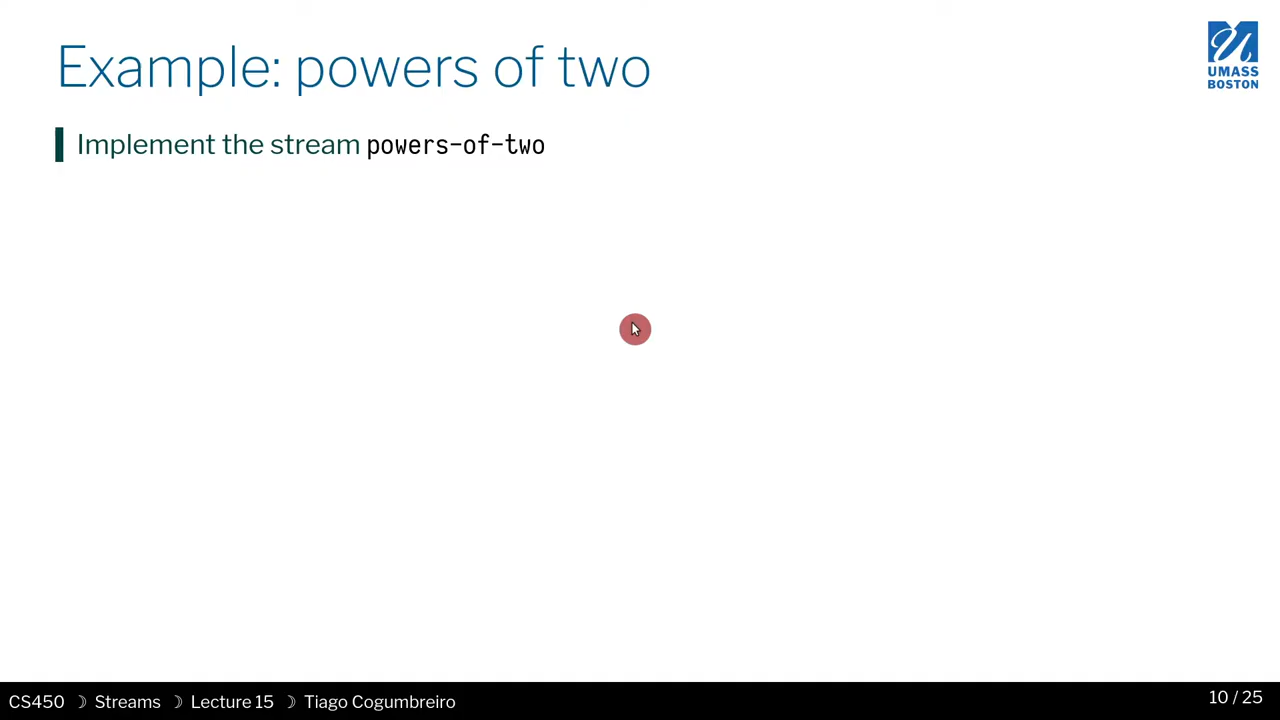 Example: powers of two
UMASS
BOSTON
Implement the stream powers-of-two
CS450 ☽ Streams ☽ Lecture 15 ☽ Tiago Cogumbreiro
10 / 25